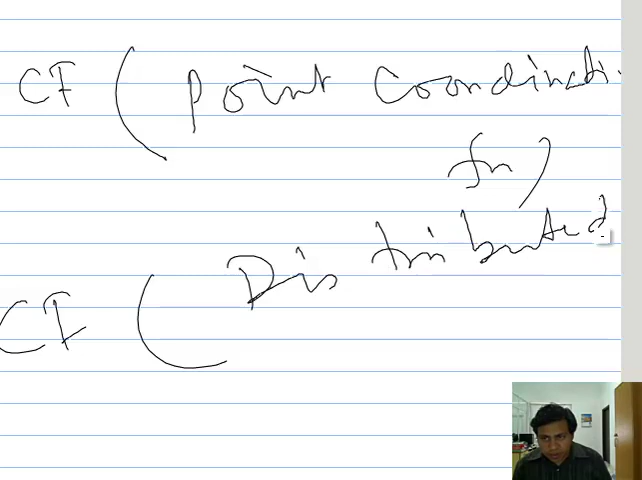 CF ( Point Coordinati
fn )
CF ( Distributed